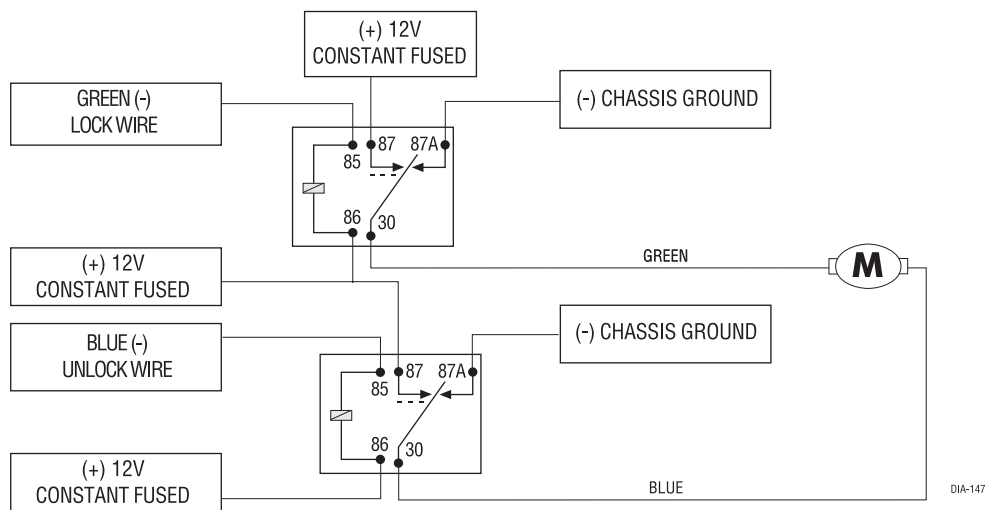 (+) 12V
CONSTANT FUSED
GREEN (-)
LOCK WIRE
(-) CHASSIS GROUND
87
87A
85
86
30
GREEN
M
(+) 12V
CONSTANT FUSED
(-) CHASSIS GROUND
BLUE (-)
UNLOCK WIRE
87
87A
85
86
30
(+) 12V
CONSTANT FUSED
BLUE
DIA-147